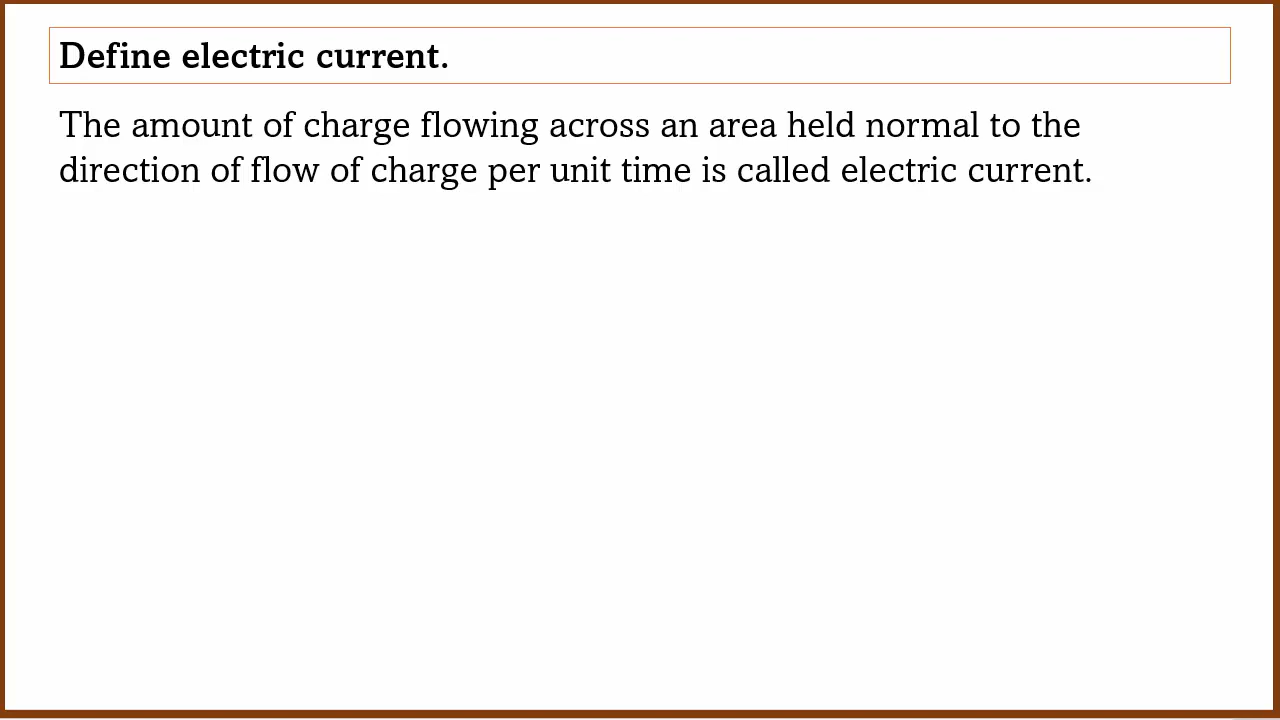 Define electric current.
The amount of charge flowing across an area held normal to the
direction of flow of charge per unit time is called electric current.